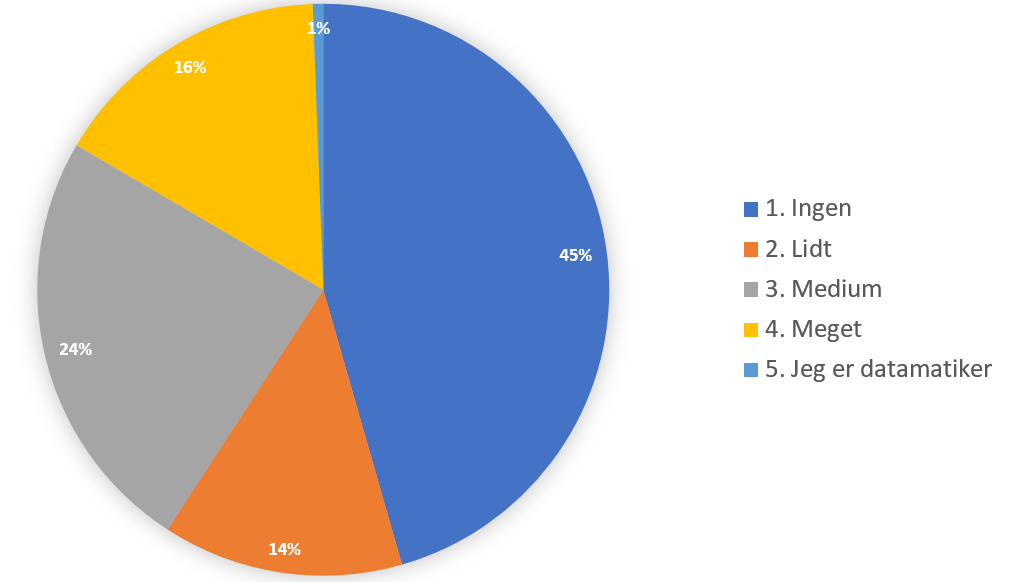 1%
16%
45%
24%
14%
1. Ingen
2. Lidt
3. Medium
4. Meget
5. Jeg er datamatiker